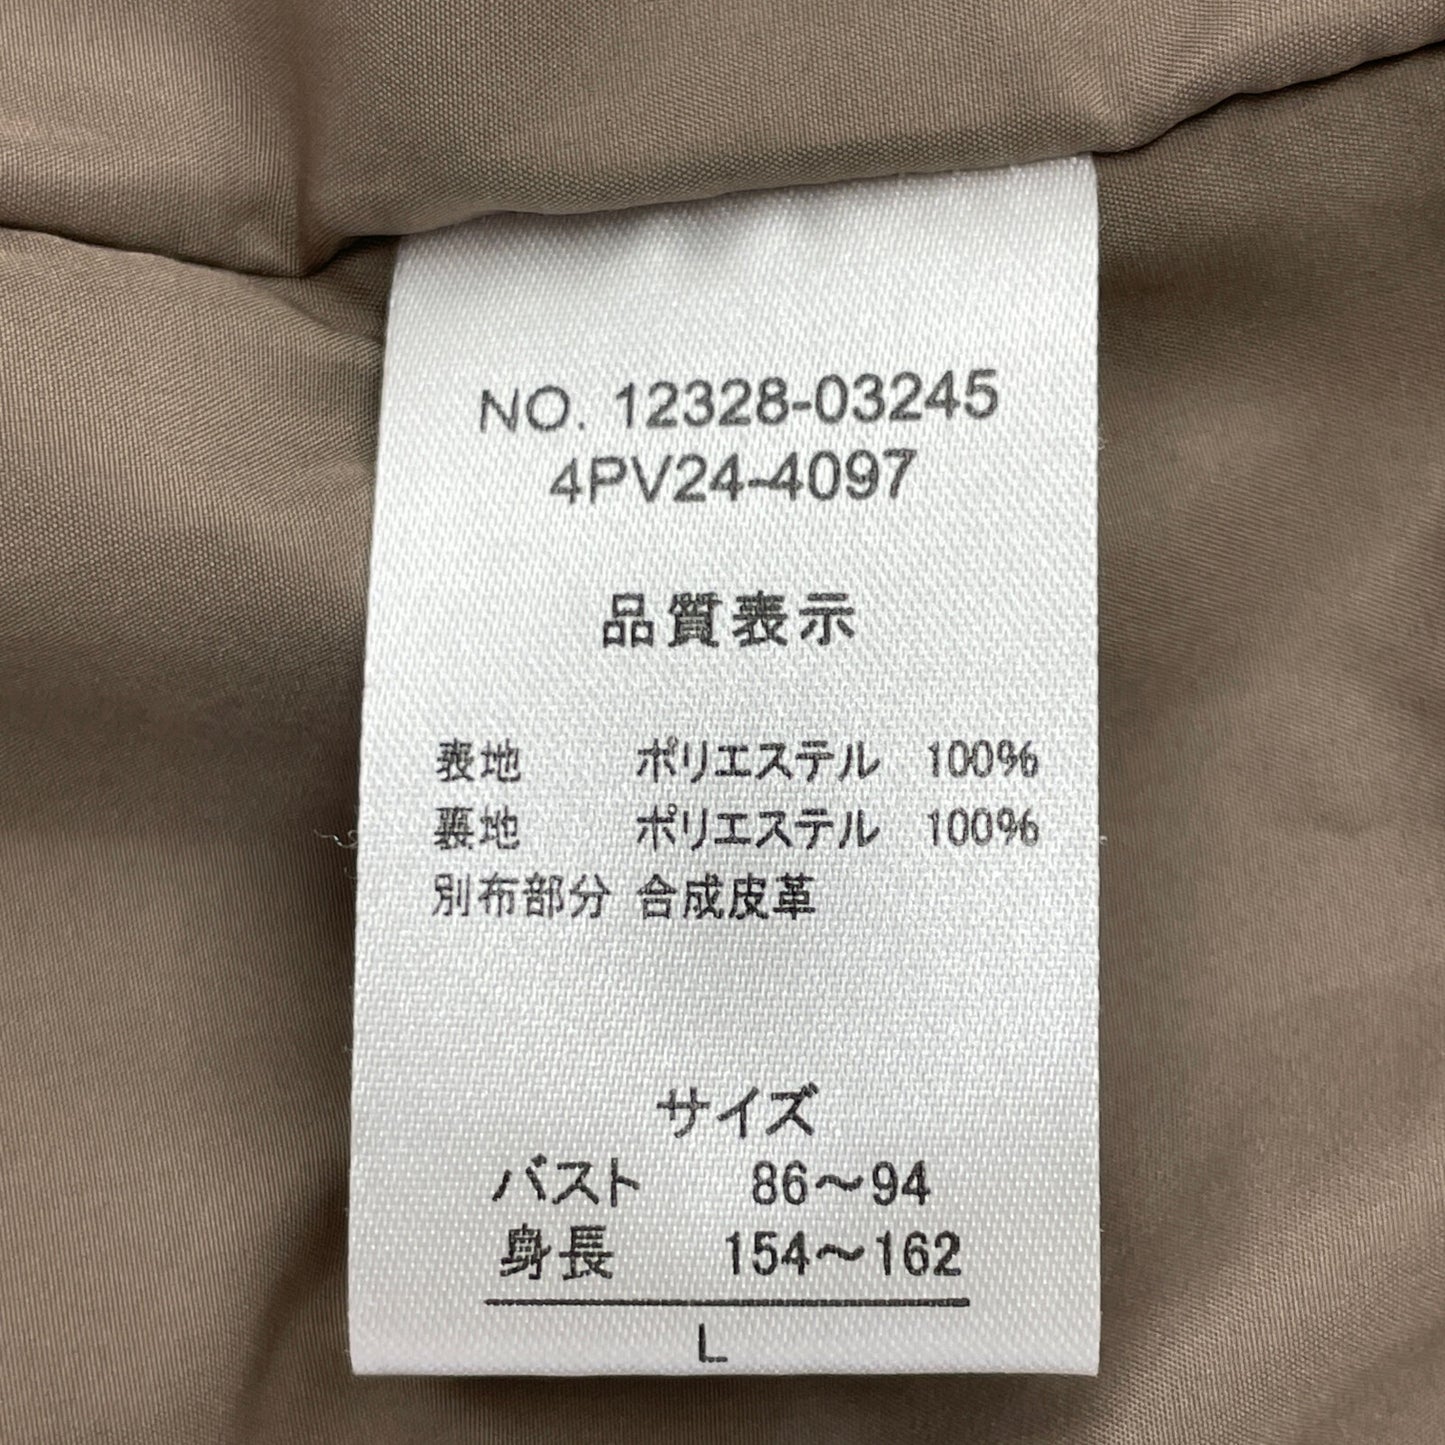 NO. 12328-03245
4PV24-4097
品質表示
表地 ポリエステル 100%
裏地 ポリエステル 100%
別布部分 合成皮革
サイズ
バスト 86～94
身長 154～162
L